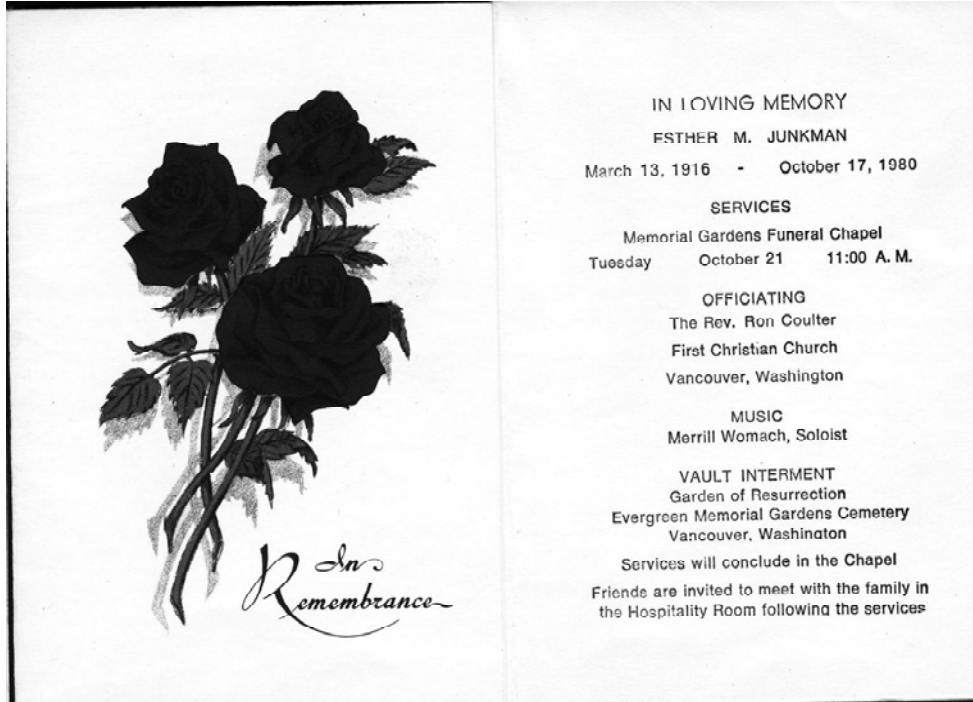 In
Remembrance
IN LOVING MEMORY
ESTHER M. JUNKMAN
March 13, 1916 - October 17, 1980
SERVICES
Memorial Gardens Funeral Chapel
Tuesday October 21 11:00 A.M.
OFFICIATING
The Rev. Ron Coulter
First Christian Church
Vancouver, Washington
MUSIC
Merrill Womach, Soloist
VAULT INTERMENT
Garden of Resurrection
Evergreen Memorial Gardens Cemetery
Vancouver, Washington
Services will conclude in the Chapel
Friends are invited to meet with the family in
the Hospitality Room following the services